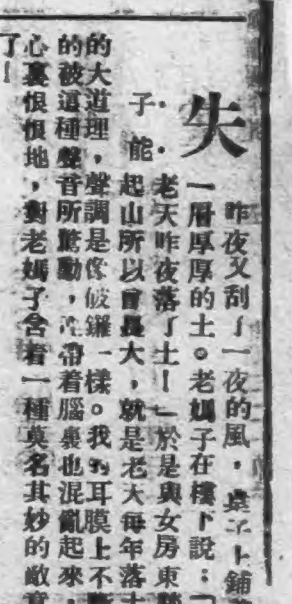 失
子能
昨夜又刮了一夜的風，桌子上鋪
一層厚厚的土。老媽子在樓下說：「
老天昨夜落了土！」於是與女房東談
起山所以會長大，就是老天每年落土
的大道理，聲調是像破鑼一樣。我的耳膜上不斷
的被這種聲音所驚動，連帶着腦裏也混亂起來，
心裏恨恨地，對老媽子含着一種莫名其妙的敵意
了！